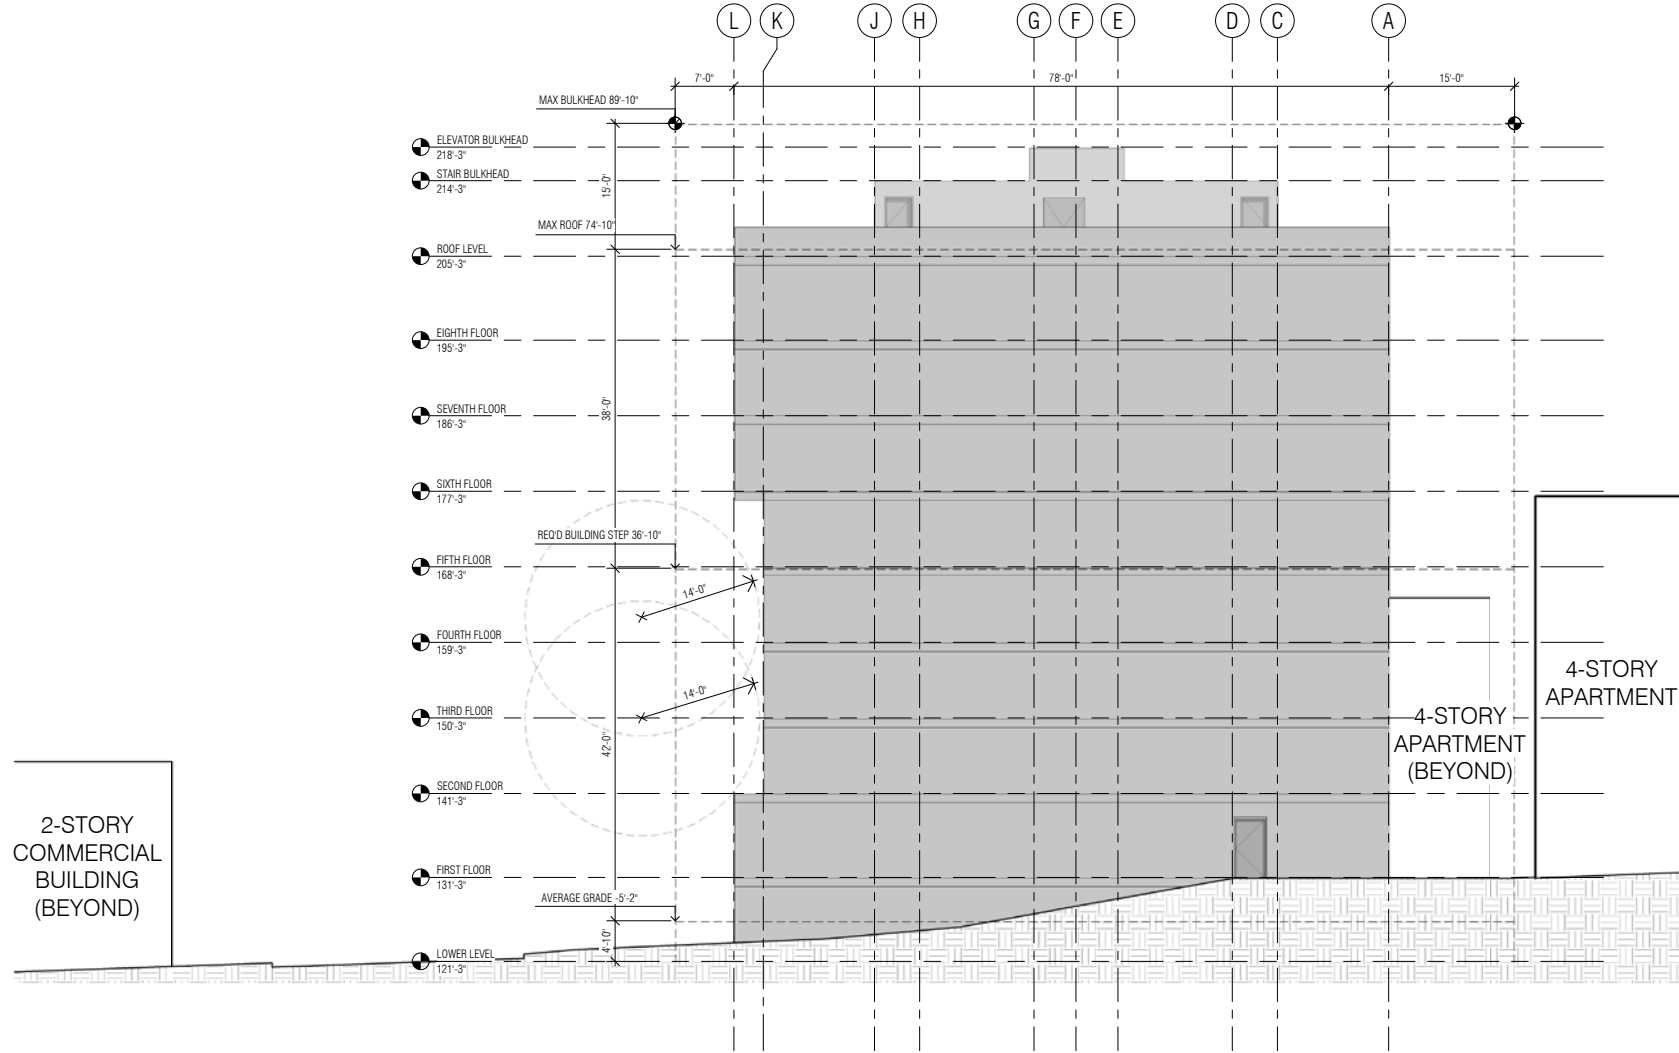 L K J H G F E D C A
7'-0" 78'-0" 15'-0"
MAX BULKHEAD 89'-10"
ELEVATOR BULKHEAD
218'-3"
STAIR BULKHEAD
214'-3"
15'-0"
MAX ROOF 74'-10"
ROOF LEVEL
205'-3"
EIGHTH FLOOR
195'-3"
38'-0"
SEVENTH FLOOR
186'-3"
SIXTH FLOOR
177'-3"
REQ'D BUILDING STEP 36'-10"
FIFTH FLOOR
168'-3"
14'-0"
FOURTH FLOOR
159'-3"
14'-0"
THIRD FLOOR
150'-3"
42'-0"
SECOND FLOOR
141'-3"
FIRST FLOOR
131'-3"
AVERAGE GRADE -5'-2"
4'-10"
LOWER LEVEL
121'-3"
2-STORY
COMMERCIAL
BUILDING
(BEYOND)
4-STORY
APARTMENT
(BEYOND)
4-STORY
APARTMENT